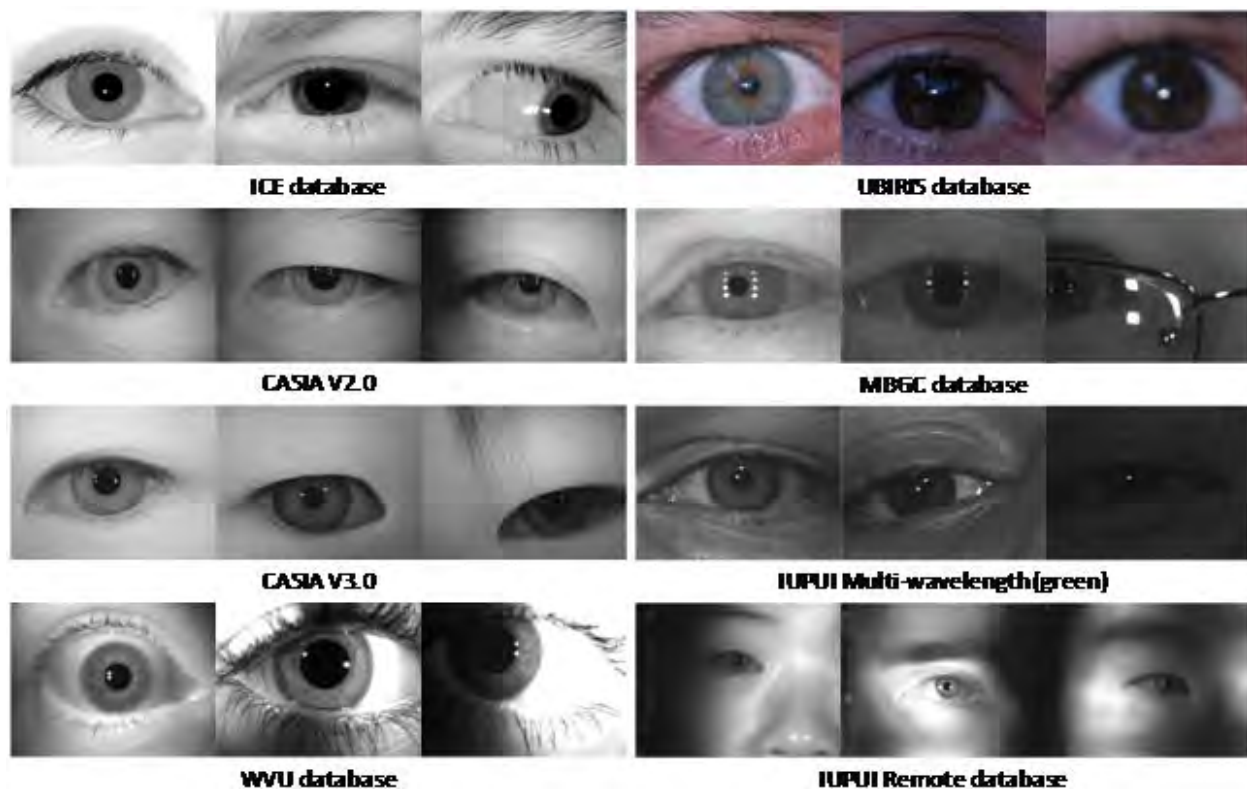 ICE database
UBIRIS database
CASIA V2.0
MBGC database
CASIA V3.0
IUPUI Multi-wavelength(green)
WVU database
IUPUI Remote database